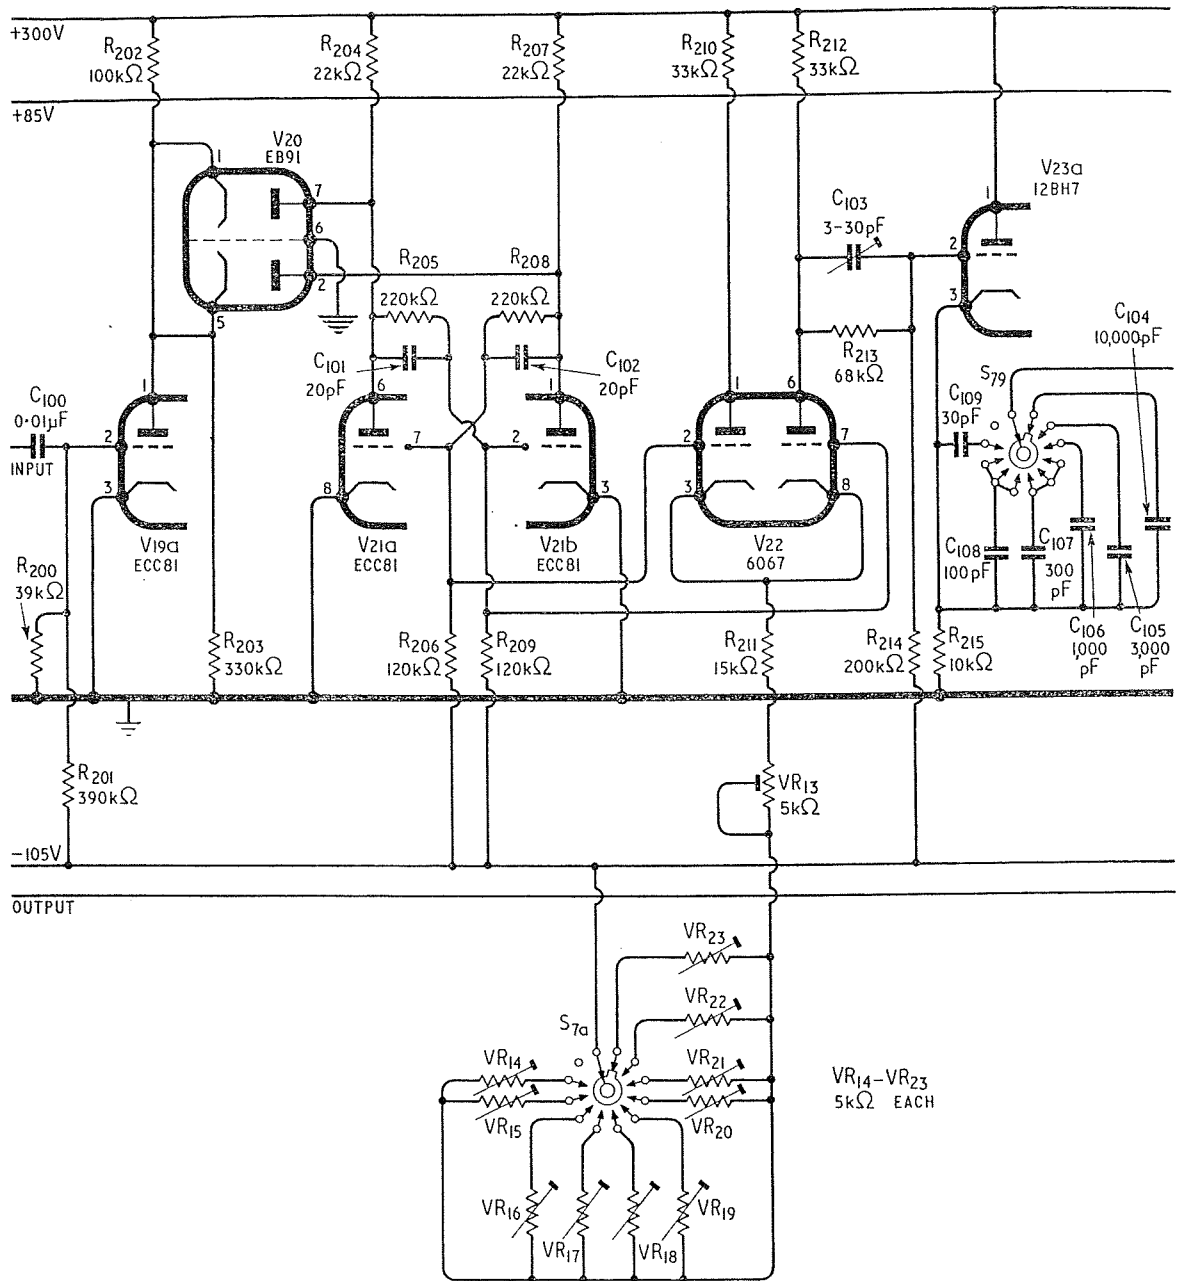 +300V
R202
100kΩ
R204
22kΩ
R207
22kΩ
R210
33kΩ
R212
33kΩ
+85V
V20
EB91
1
7
6
2
5
V23a
12BH7
1
2
3
C103
3-30pF
R205
220kΩ
R208
220kΩ
C101
20pF
C102
20pF
R213
68kΩ
C104
10,000pF
S79
C109
30pF
C100
0·01µF
INPUT
1
2
3
6
7
8
1
2
3
1
6
2
7
3
8
V19a
ECC81
V21a
ECC81
V21b
ECC81
V22
6067
C108
100pF
C107
300
pF
C106
1,000
pF
C105
3,000
pF
R200
39kΩ
R203
330kΩ
R206
120kΩ
R209
120kΩ
R211
15kΩ
R214
200kΩ
R215
10kΩ
R201
390kΩ
VR13
5kΩ
-105V
OUTPUT
VR23
VR22
S7a
VR14
VR21
VR15
VR20
VR14-VR23
5kΩ EACH
VR16
VR17
VR18
VR19